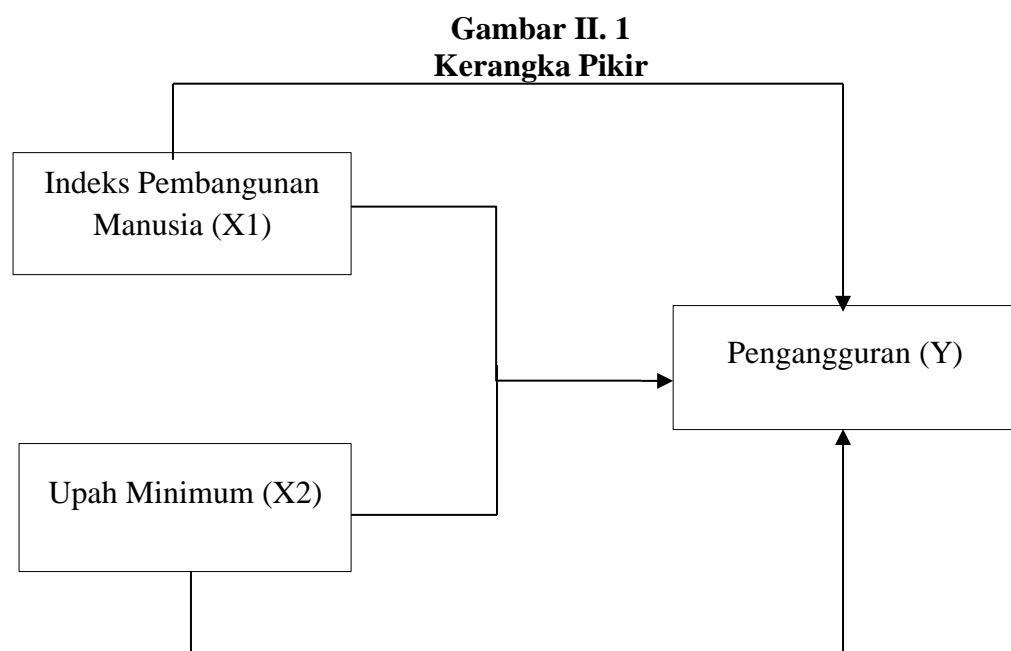 Gambar II. 1
Kerangka Pikir
Indeks Pembangunan
Manusia (X1)
Pengangguran (Y)
Upah Minimum (X2)